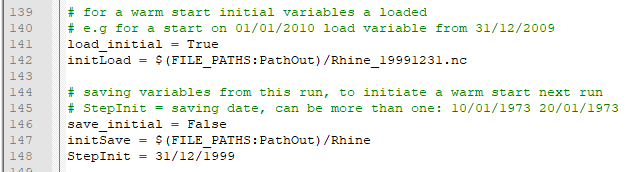 139 # for a warm start initial variables a loaded
140 # e.g for a start on 01/01/2010 load variable from 31/12/2009
141 load_initial = True
142 initLoad = $(FILE_PATHS:PathOut)/Rhine_19991231.nc
143
144 # saving variables from this run, to initiate a warm start next run
145 # StepInit = saving date, can be more than one: 10/01/1973 20/01/1973
146 save_initial = False
147 initSave = $(FILE_PATHS:PathOut)/Rhine
148 StepInit = 31/12/1999